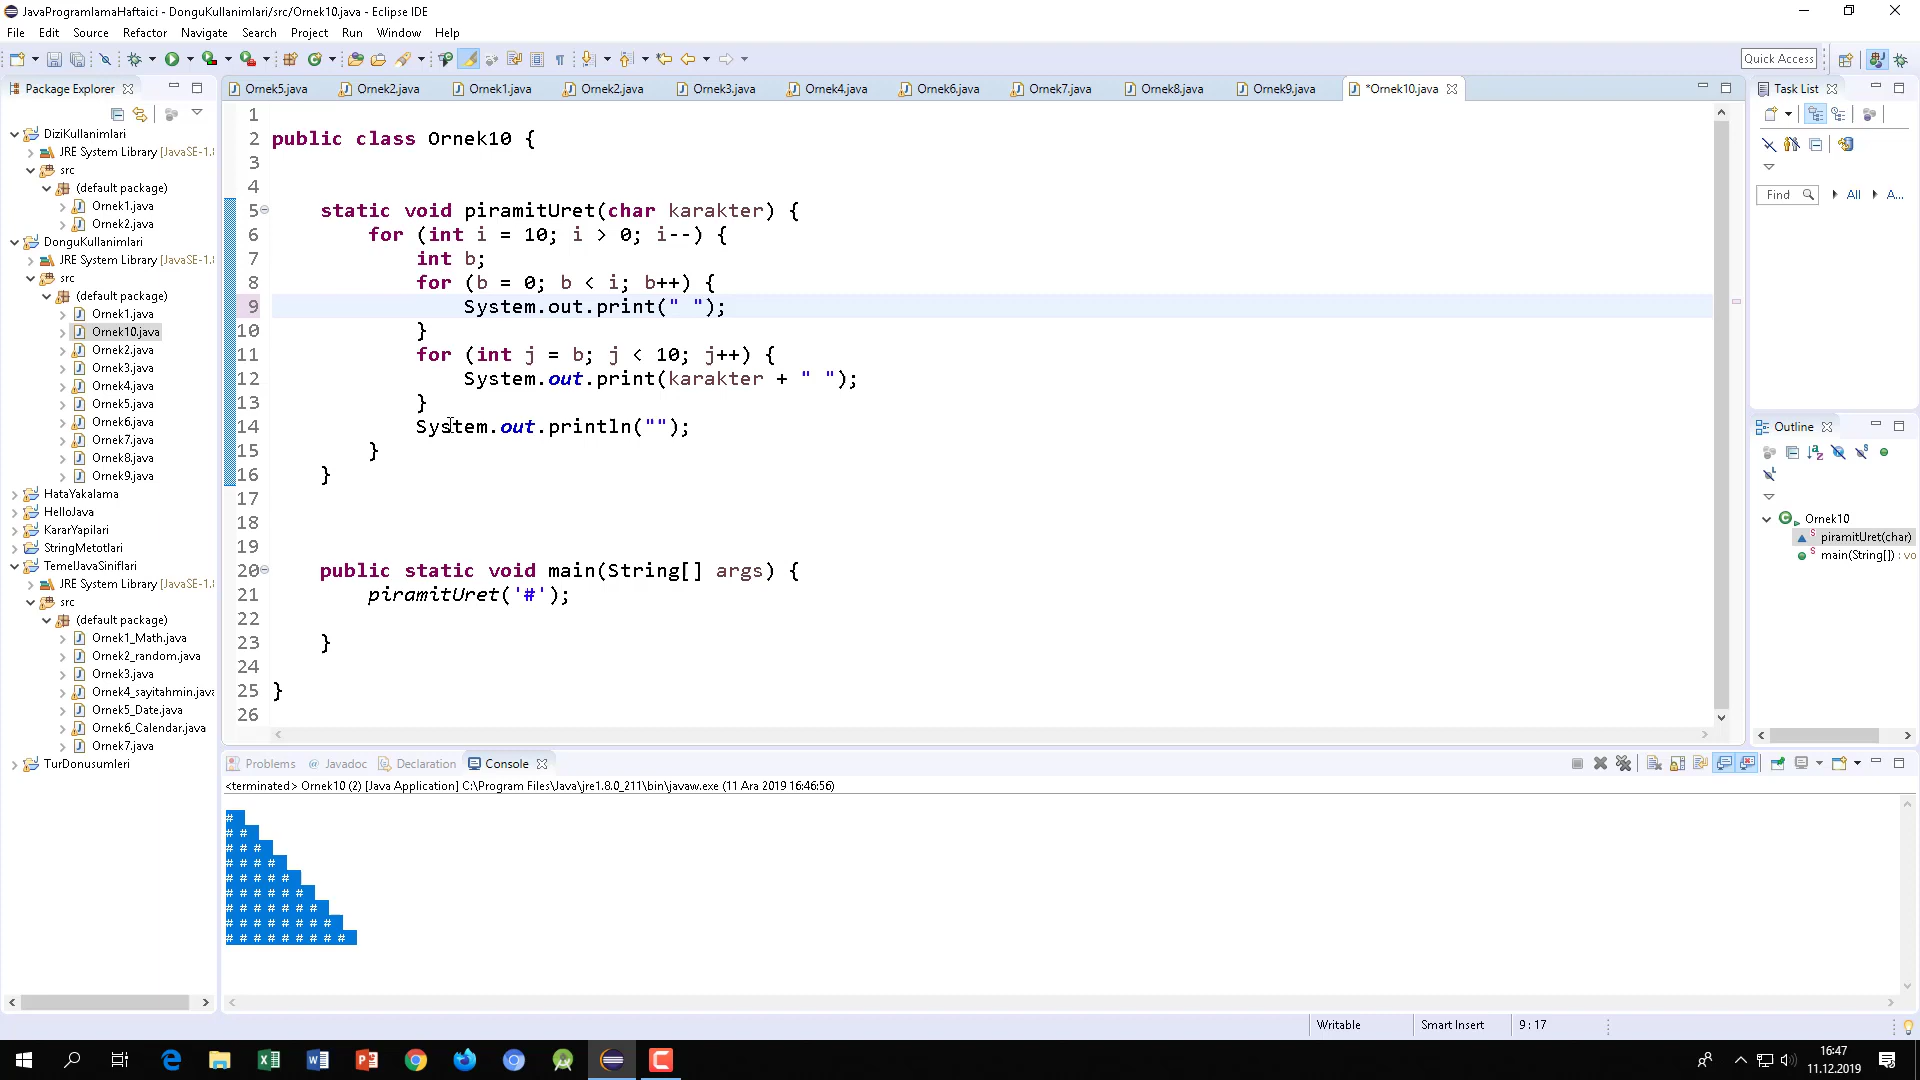 JavaProgramlamaHaftaici - DonguKullanimlari/src/Ornek10.java - Eclipse IDE
File Edit Source Refactor Navigate Search Project Run Window Help
Quick Access
Package Explorer
Ornek5.java Ornek2.java Ornek1.java Ornek2.java Ornek3.java Ornek4.java Ornek6.java Ornek7.java Ornek8.java Ornek9.java *Ornek10.java
Task List
Find All A...
DiziKullanimlari
JRE System Library [JavaSE-1.8
src
(default package)
Ornek1.java
Ornek2.java
DonguKullanimlari
JRE System Library [JavaSE-1.8
src
(default package)
Ornek1.java
Ornek10.java
Ornek2.java
Ornek3.java
Ornek4.java
Ornek5.java
Ornek6.java
Ornek7.java
Ornek8.java
Ornek9.java
HataYakalama
HelloJava
KararYapilari
StringMetotlari
TemelJavaSiniflari
JRE System Library [JavaSE-1.8
src
(default package)
Ornek1_Math.java
Ornek2_random.java
Ornek3.java
Ornek4_sayitahmin.java
Ornek5_Date.java
Ornek6_Calendar.java
Ornek7.java
TurDonusumleri
1
2 public class Ornek10 {
3
4
5 static void piramitUret(char karakter) {
6 for (int i = 10; i > 0; i--) {
7 int b;
8 for (b = 0; b < i; b++) {
9 System.out.print(" ");
10 }
11 for (int j = b; j < 10; j++) {
12 System.out.print(karakter + " ");
13 }
14 System.out.println("");
15 }
16 }
17
18
19
20 public static void main(String[] args) {
21 piramitUret('#');
22
23 }
24
25 }
26
Outline
Ornek10
piramitUret(char)
main(String[]) : vo
Problems Javadoc Declaration Console
<terminated> Ornek10 (2) [Java Application] C:\Program Files\Java\jre1.8.0_211\bin\javaw.exe (11 Ara 2019 16:46:56)
#
# #
# # #
# # # #
# # # # #
# # # # # #
# # # # # # #
# # # # # # # #
# # # # # # # # #
Writable Smart Insert 9 : 17
16:47
11.12.2019